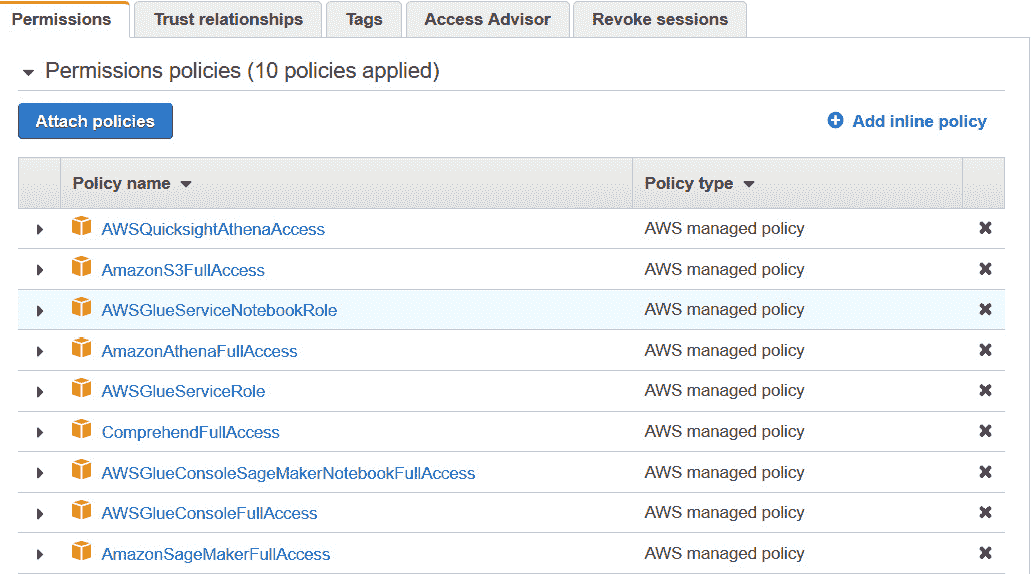 Permissions Trust relationships Tags Access Advisor Revoke sessions
Permissions policies (10 policies applied)
Attach policies Add inline policy
Policy name Policy type
AWSQuicksightAthenaAccess AWS managed policy
AmazonS3FullAccess AWS managed policy
AWSGlueServiceNotebookRole AWS managed policy
AmazonAthenaFullAccess AWS managed policy
AWSGlueServiceRole AWS managed policy
ComprehendFullAccess AWS managed policy
AWSGlueConsoleSageMakerNotebookFullAccess AWS managed policy
AWSGlueConsoleFullAccess AWS managed policy
AmazonSageMakerFullAccess AWS managed policy